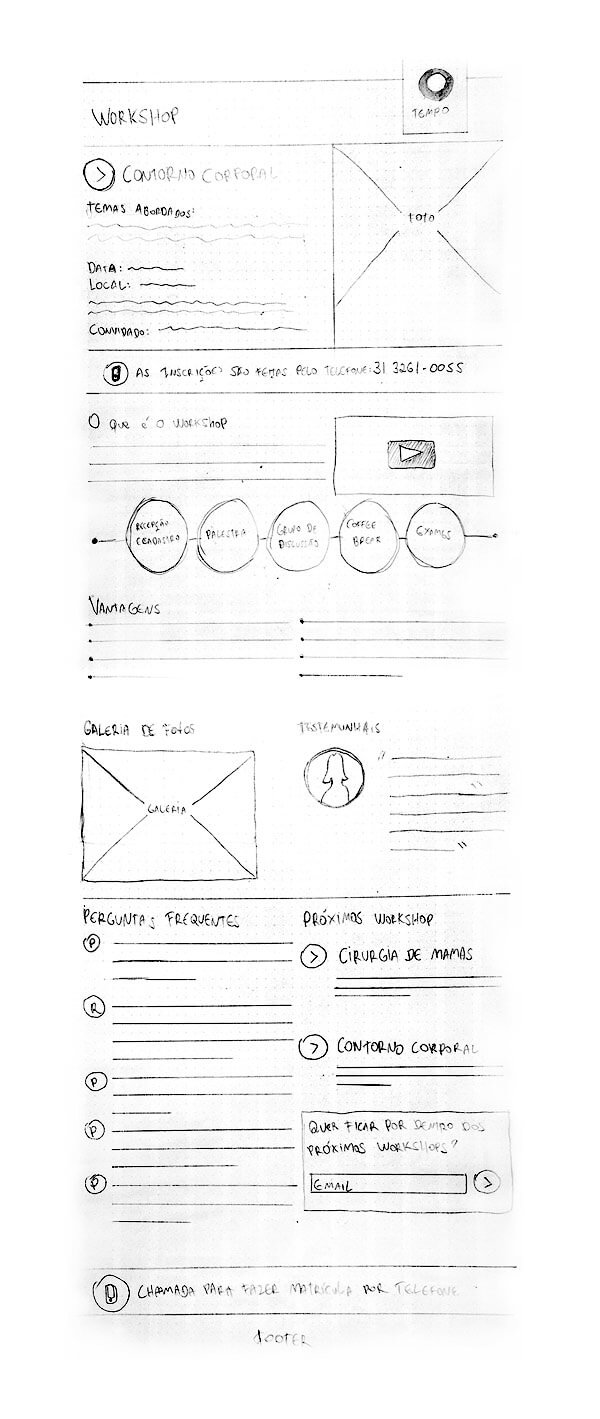 WORKSHOP
TEMPO
CONTORNO CORPORAL
TEMAS ABORDADOS:
FOTO
DATA:
LOCAL:
CONVIDADO:
AS INSCRIÇÕES SÃO FEITAS PELO TELEFONE: 31 3261-0055
O que é o WORKSHOP
RECEPÇÃO
PALESTRA
GRUPO DE
DISCUSSÃO
COFFEE
BREAK
EXAMES
VANTAGENS
GALERIA DE FOTOS
TESTEMUNHAIS
GALERIA
PERGUNTAS FREQUENTES
PRÓXIMOS WORKSHOP
P
CIRURGIA DE MAMAS
R
CONTORNO CORPORAL
P
P
QUER FICAR POR DENTRO DOS
PRÓXIMOS WORKSHOPS?
P
EMAIL
CHAMADA PARA FAZER MATRÍCULA POR TELEFONE
FOOTER